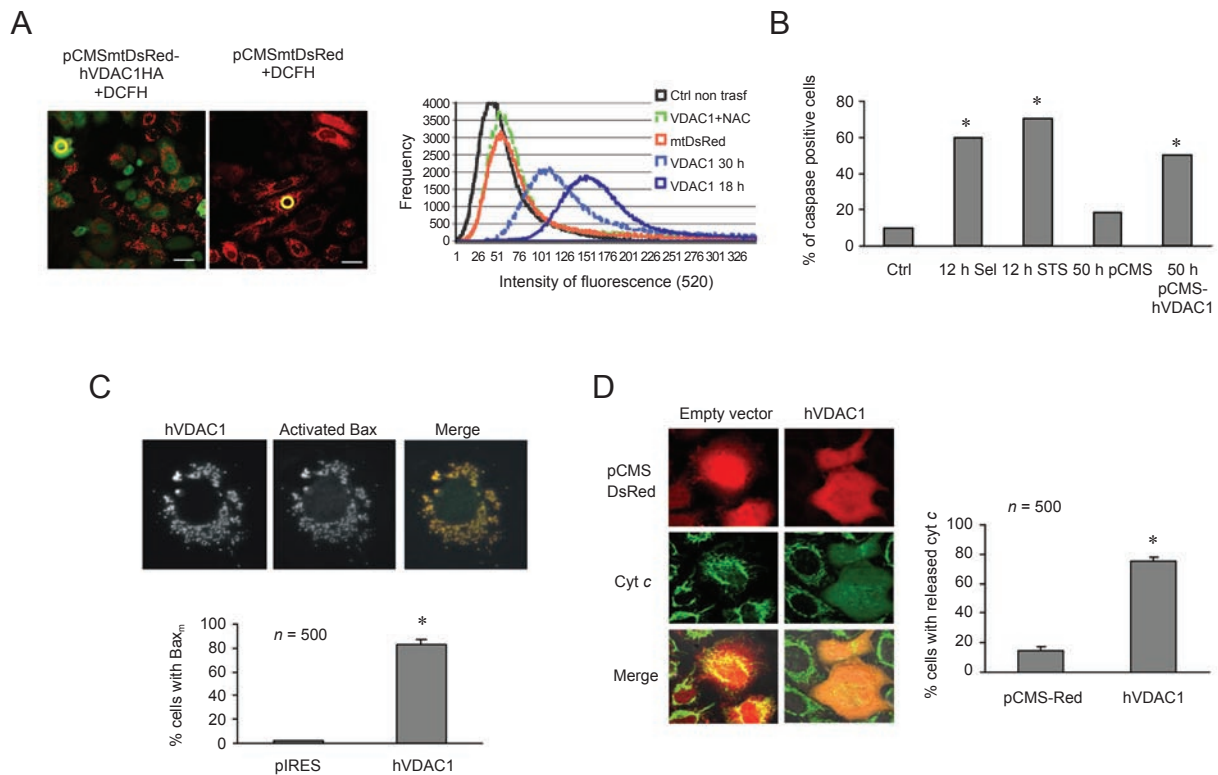 A
pCMSmtDsRed-
hVDAC1HA
+DCFH
pCMSmtDsRed
+DCFH
Frequency
4000
3500
3000
2500
2000
1500
1000
500
0
1 26 51 76 101 126 151 176 201 226 251 276 301 326
Intensity of fluorescence (520)
Ctrl non trasf
VDAC1+NAC
mtDsRed
VDAC1 30 h
VDAC1 18 h
B
% of caspase positive cells
80
60
40
20
0
* * *
Ctrl 12 h Sel 12 h STS 50 h pCMS 50 h
pCMS-
hVDAC1
C
hVDAC1 Activated Bax Merge
% cells with Baxm
100
80
60
40
20
0
n = 500
*
pIRES hVDAC1
D
Empty vector hVDAC1
pCMS
DsRed
Cyt c
Merge
% cells with released cyt c
100
80
60
40
20
0
n = 500
*
pCMS-Red hVDAC1